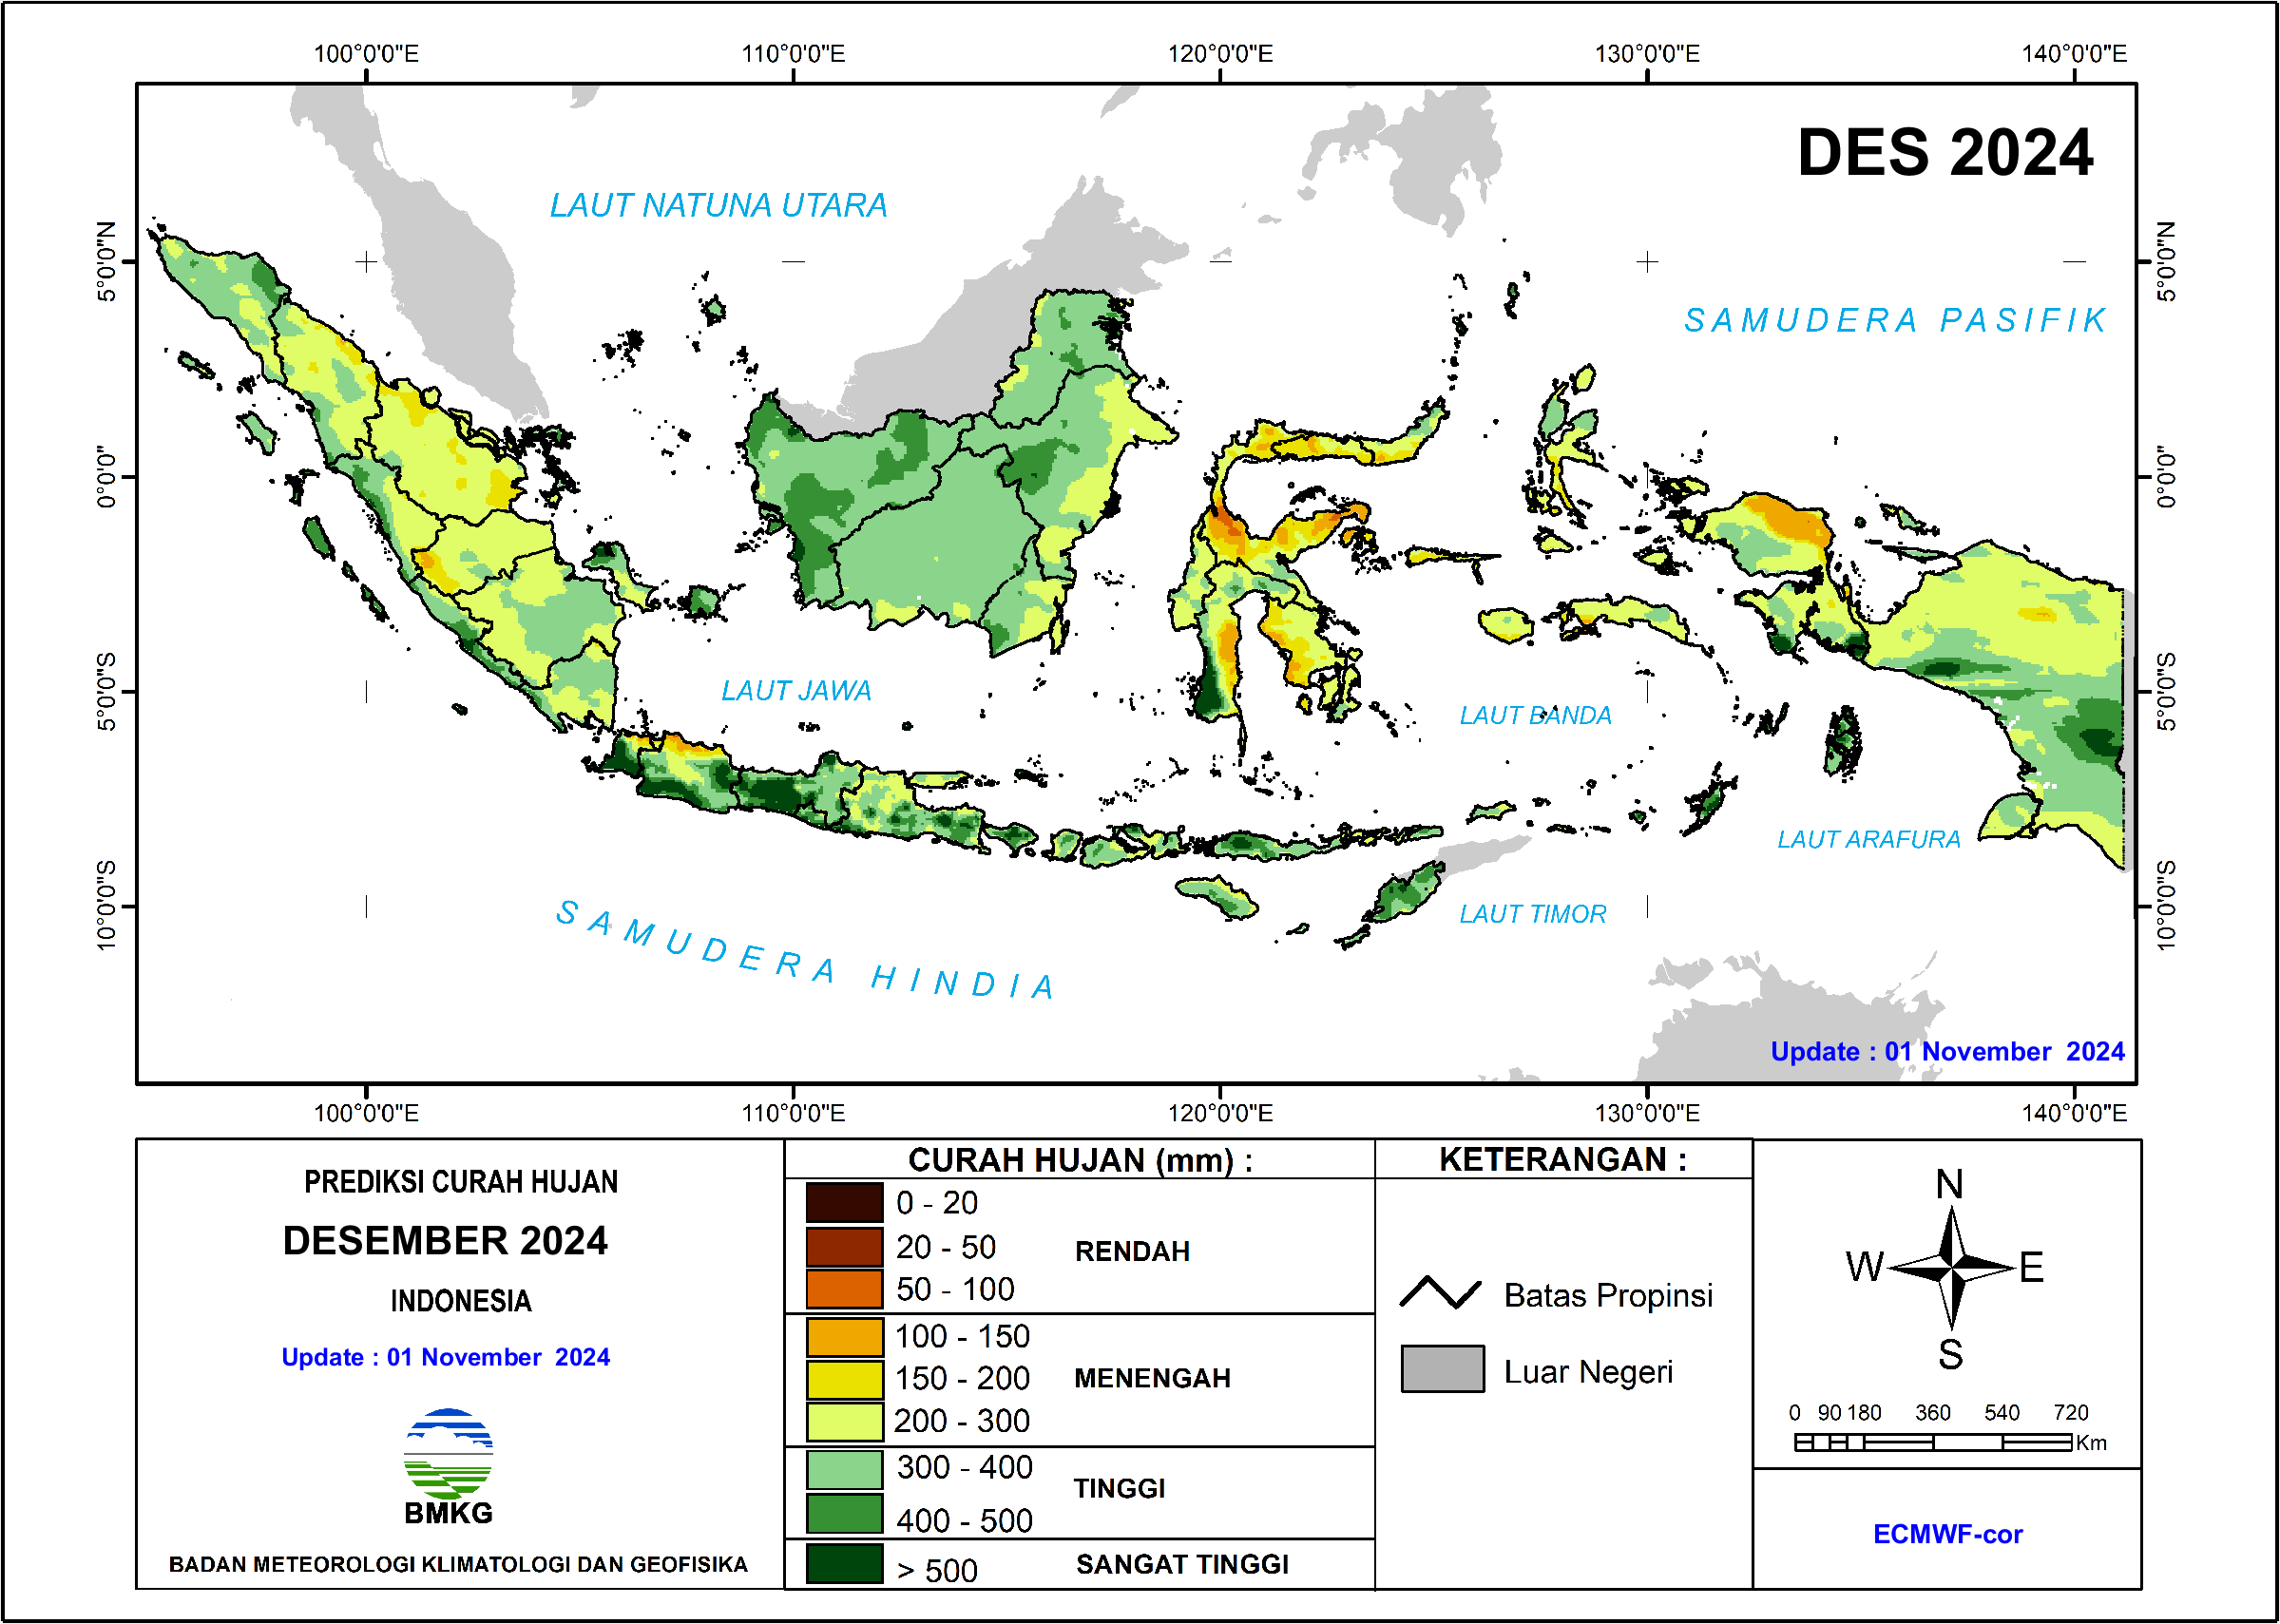 100°0'0"E 110°0'0"E 120°0'0"E 130°0'0"E 140°0'0"E
DES 2024
LAUT NATUNA UTARA
5°0'0"N
5°0'0"N
SAMUDERA PASIFIK
0°0'0"
0°0'0"
5°0'0"S
LAUT JAWA
LAUT BANDA
5°0'0"S
LAUT ARAFURA
10°0'0"S
SAMUDERA HINDIA
LAUT TIMOR
10°0'0"S
Update : 01 November 2024
100°0'0"E 110°0'0"E 120°0'0"E 130°0'0"E 140°0'0"E
PREDIKSI CURAH HUJAN
DESEMBER 2024
INDONESIA
Update : 01 November 2024
BMKG
BADAN METEOROLOGI KLIMATOLOGI DAN GEOFISIKA
CURAH HUJAN (mm) :
0 - 20
20 - 50
RENDAH
50 - 100
100 - 150
150 - 200
MENENGAH
200 - 300
300 - 400
TINGGI
400 - 500
> 500
SANGAT TINGGI
KETERANGAN :
Batas Propinsi
Luar Negeri
N
W E
S
0 90 180 360 540 720
Km
ECMWF-cor